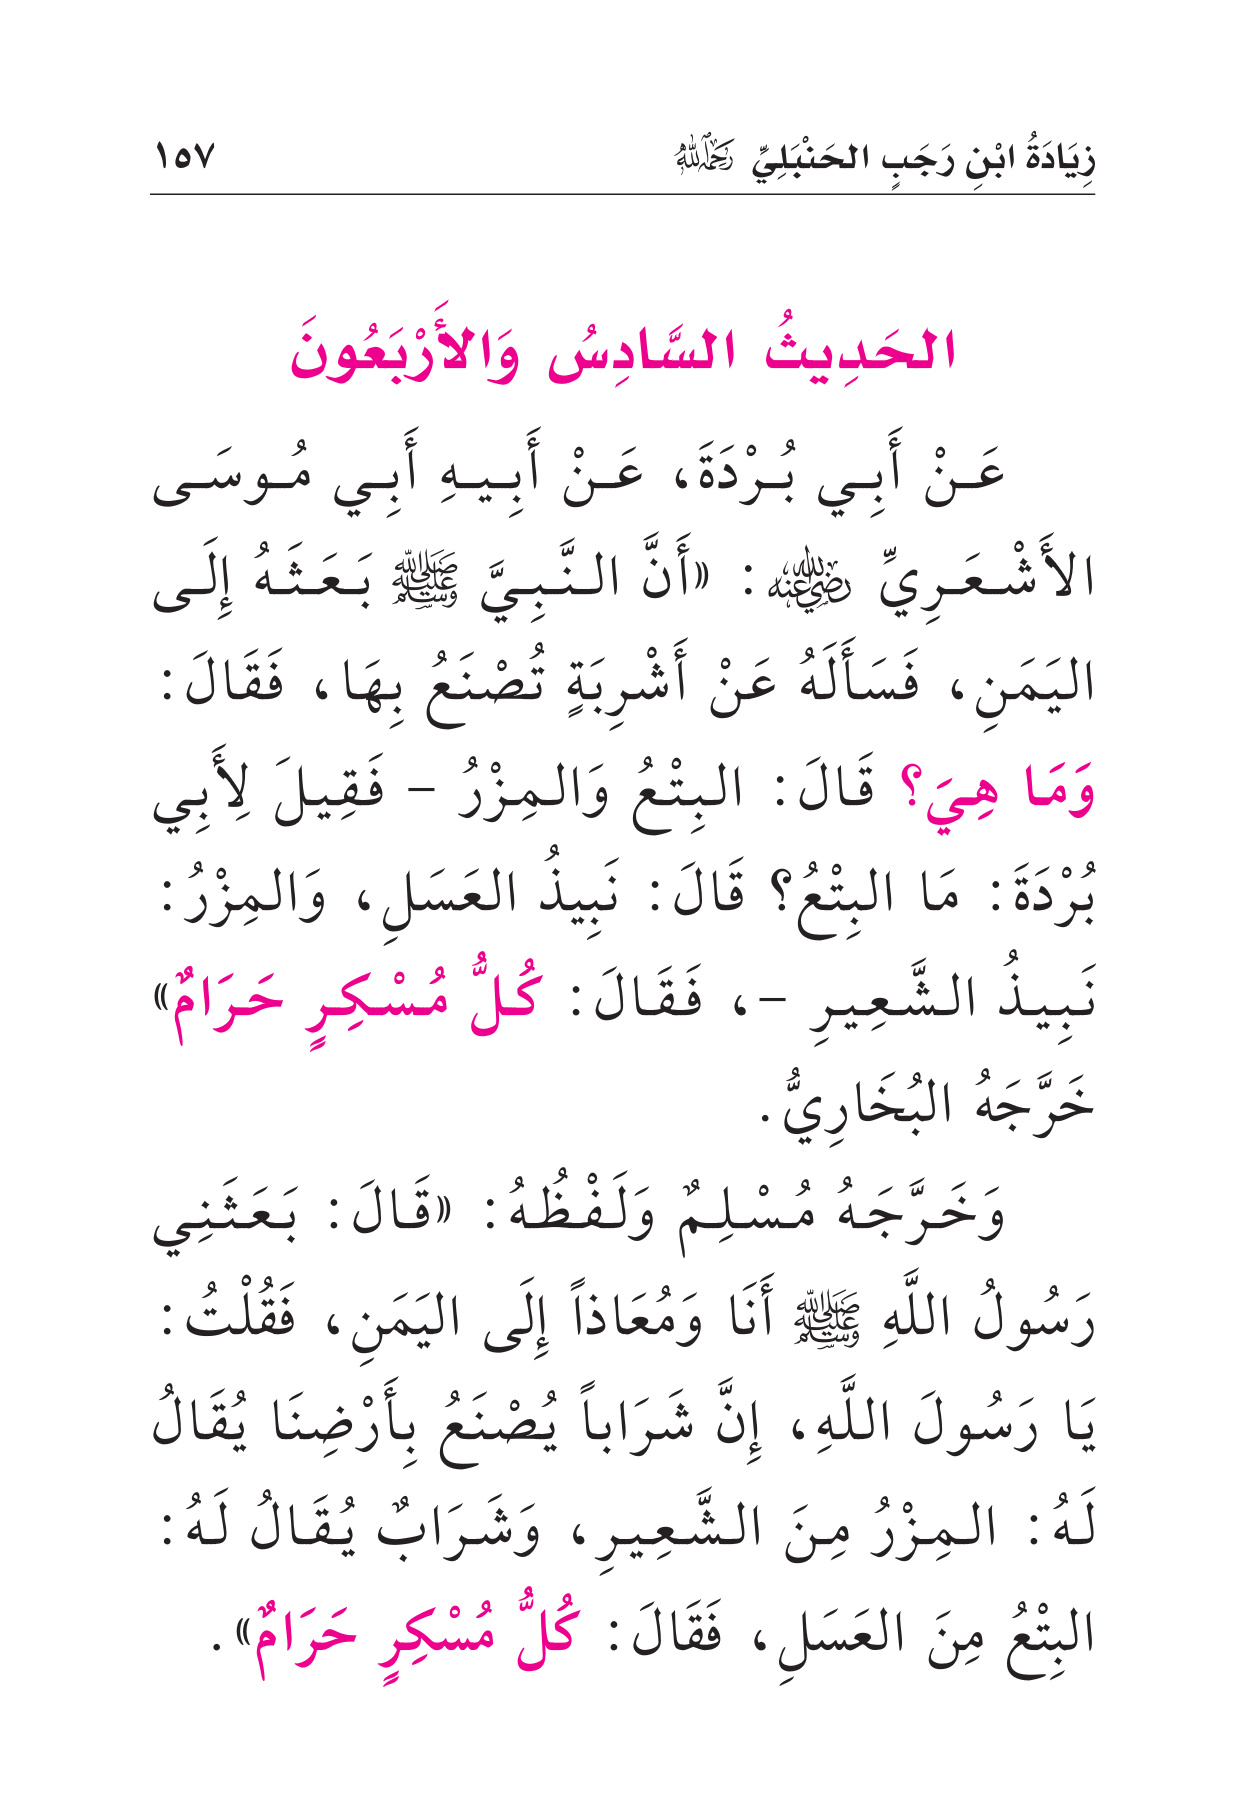 زِيَادَةُ ابْنِ رَجَبٍ الحَنْبَلِيِّ رَحِمَهُ اللَّهُ ١٥٧
الحَدِيثُ السَّادِسُ وَالأَرْبَعُونَ
عَنْ أَبِي بُرْدَةَ، عَنْ أَبِيهِ أَبِي مُوسَى
الأَشْعَرِيِّ رضي الله عنه: «أَنَّ النَّبِيَّ ﷺ بَعَثَهُ إِلَى
اليَمَنِ، فَسَأَلَهُ عَنْ أَشْرِبَةٍ تُصْنَعُ بِهَا، فَقَالَ:
وَمَا هِيَ؟ قَالَ: البِتْعُ وَالمِزْرُ – فَقِيلَ لِأَبِي
بُرْدَةَ: مَا البِتْعُ؟ قَالَ: نَبِيذُ العَسَلِ، وَالمِزْرُ:
نَبِيذُ الشَّعِيرِ –، فَقَالَ: كُلُّ مُسْكِرٍ حَرَامٌ»
خَرَّجَهُ البُخَارِيُّ.
وَخَرَّجَهُ مُسْلِمٌ وَلَفْظُهُ: «قَالَ: بَعَثَنِي
رَسُولُ اللَّهِ ﷺ أَنَا وَمُعَاذاً إِلَى اليَمَنِ، فَقُلْتُ:
يَا رَسُولَ اللَّهِ، إِنَّ شَرَاباً يُصْنَعُ بِأَرْضِنَا يُقَالُ
لَهُ: المِزْرُ مِنَ الشَّعِيرِ، وَشَرَابٌ يُقَالُ لَهُ:
البِتْعُ مِنَ العَسَلِ، فَقَالَ: كُلُّ مُسْكِرٍ حَرَامٌ».